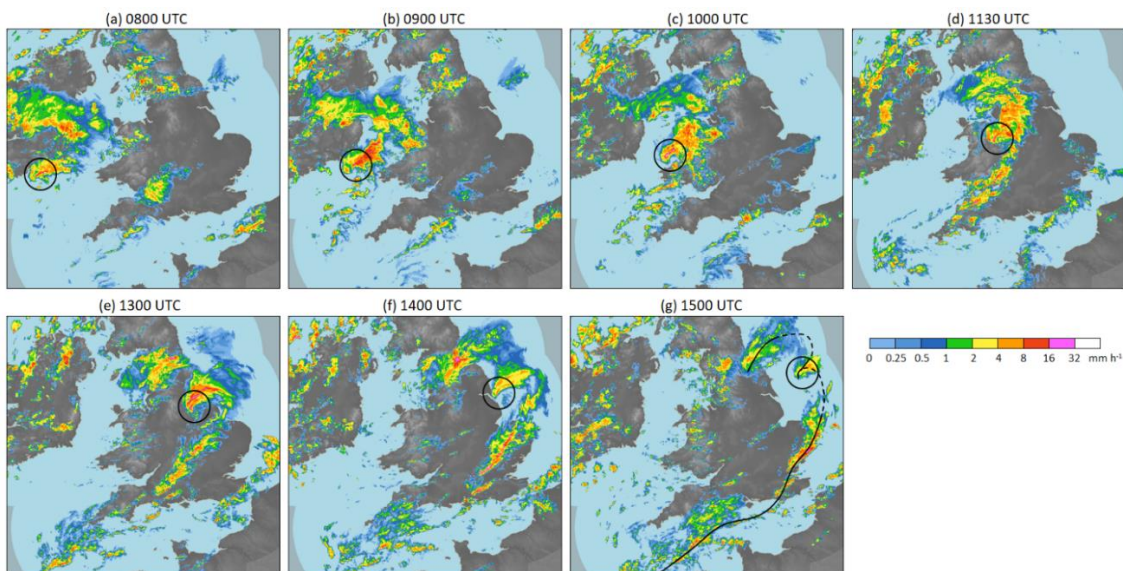 (a) 0800 UTC
(b) 0900 UTC
(c) 1000 UTC
(d) 1130 UTC
(e) 1300 UTC
(f) 1400 UTC
(g) 1500 UTC
0 0.25 0.5 1 2 4 8 16 32 mm h⁻¹